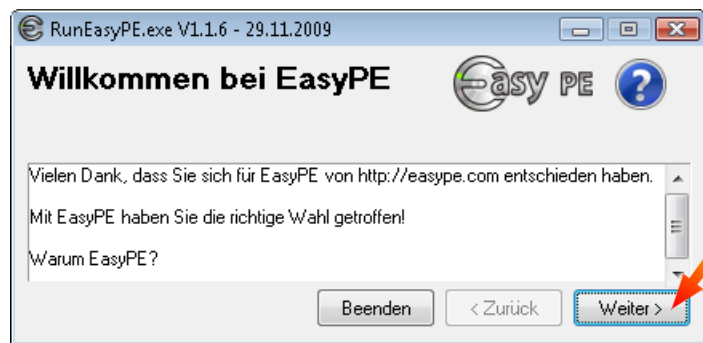 RunEasyPE.exe V1.1.6 - 29.11.2009
Willkommen bei EasyPE
Easy PE
?
Vielen Dank, dass Sie sich für EasyPE von http://easype.com entschieden haben.
Mit EasyPE haben Sie die richtige Wahl getroffen!
Warum EasyPE?
Beenden
< Zurück
Weiter >